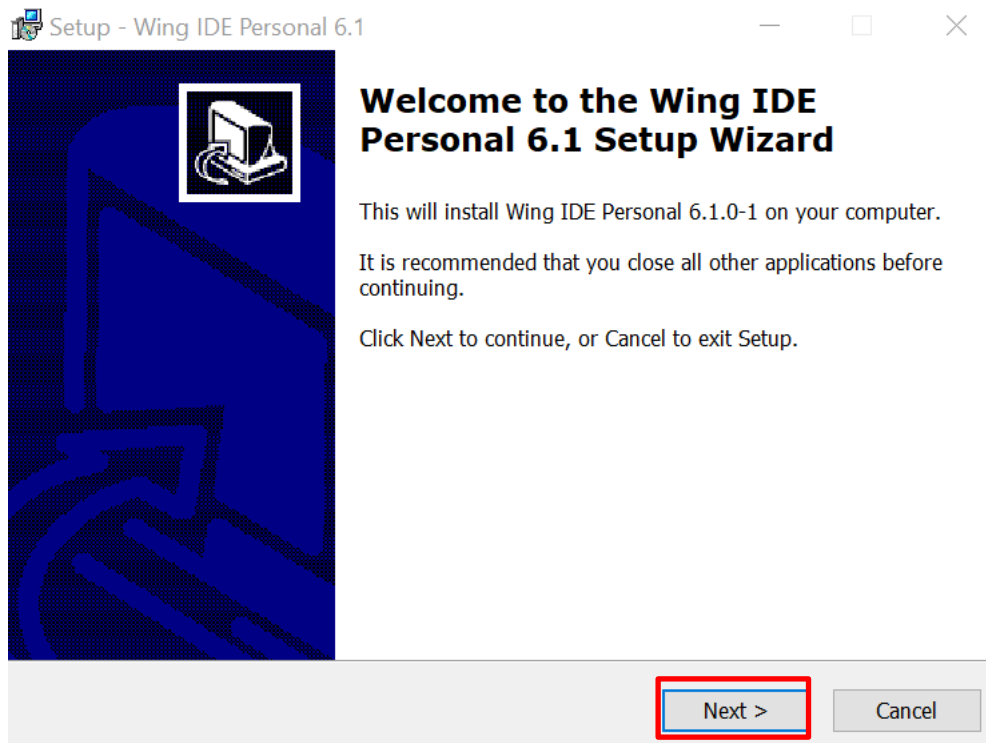 Setup - Wing IDE Personal 6.1
Welcome to the Wing IDE
Personal 6.1 Setup Wizard
This will install Wing IDE Personal 6.1.0-1 on your computer.
It is recommended that you close all other applications before
continuing.
Click Next to continue, or Cancel to exit Setup.
Next >
Cancel